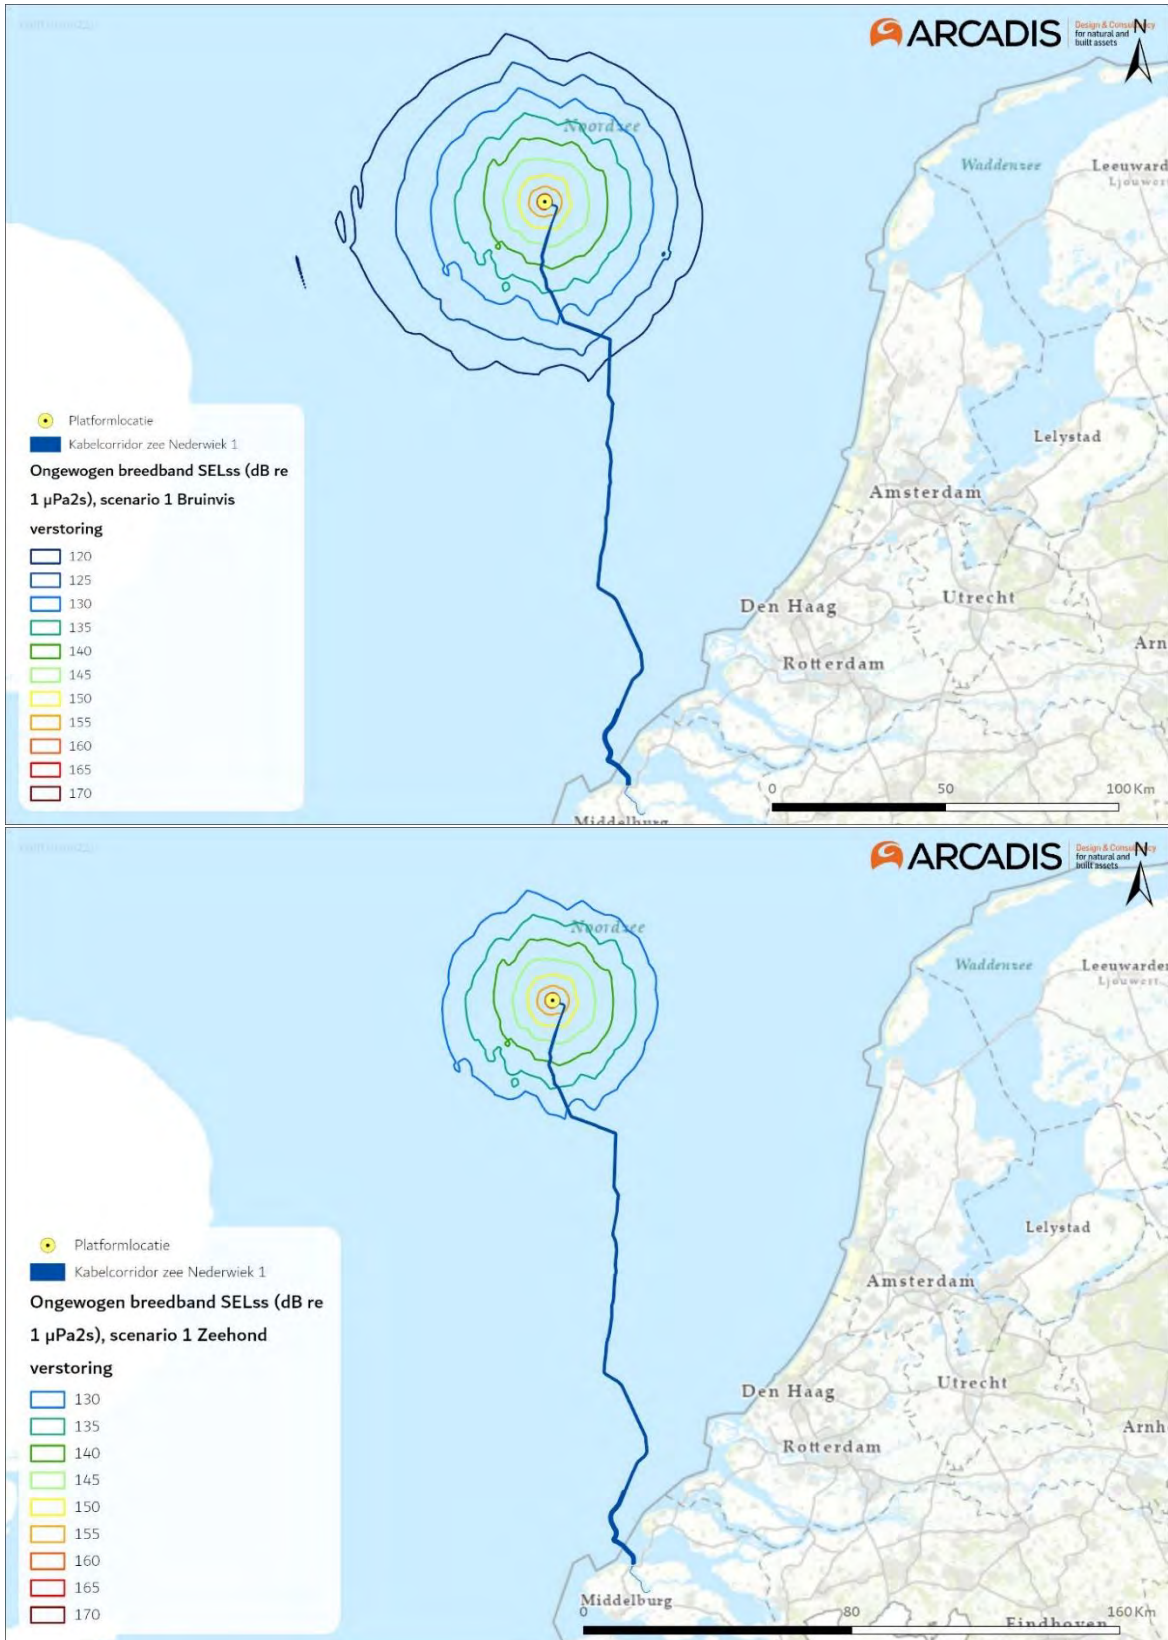 ARCADIS
Design & Consultancy
for natural and
built assets
N
Noordzee
Waddenzee
Leeuward
Ljouwert
Platformlocatie
Kabelcorridor zee Nederwiek 1
Ongewogen breedband SELss (dB re
1 µPa2s), scenario 1 Bruinvis
verstoring
120
125
130
135
140
145
150
155
160
165
170
Lelystad
Amsterdam
Den Haag
Utrecht
Arn
Rotterdam
0 50 100 Km
Middelburg
ARCADIS
Design & Consultancy
for natural and
built assets
N
Noordzee
Waddenzee
Leeuwarde
Ljouwert
Platformlocatie
Kabelcorridor zee Nederwiek 1
Ongewogen breedband SELss (dB re
1 µPa2s), scenario 1 Zeehond
verstoring
130
135
140
145
150
155
160
165
170
Lelystad
Amsterdam
Den Haag
Utrecht
Arnh
Rotterdam
Middelburg
0 80 160 Km
Eindhoven